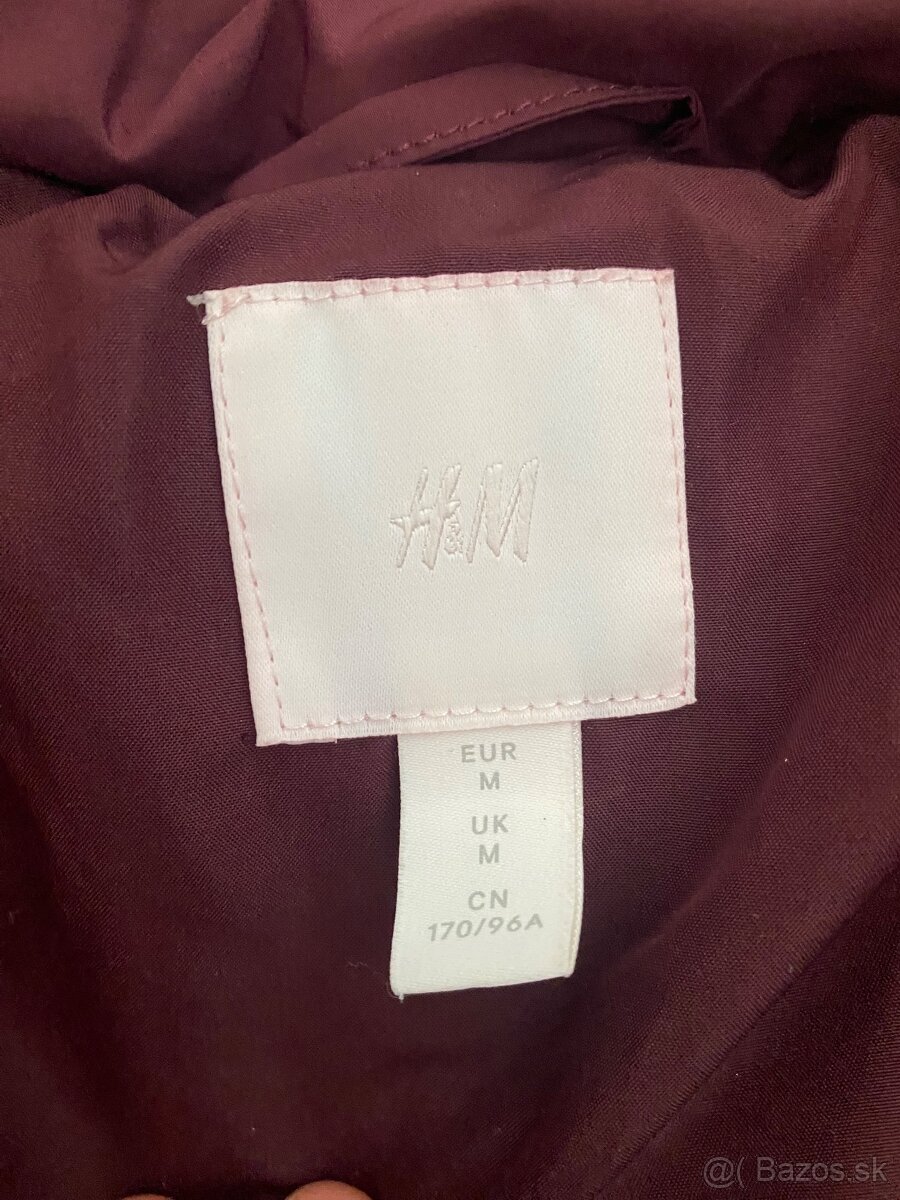 H&M
EUR
M
UK
M
CN
170/96A
@( Bazos.sk